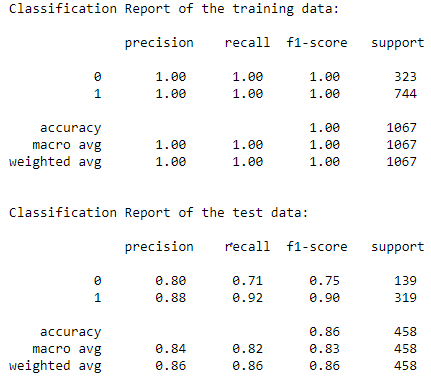 Classification Report of the training data:
precision recall f1-score support
0 1.00 1.00 1.00 323
1 1.00 1.00 1.00 744
accuracy 1.00 1067
macro avg 1.00 1.00 1.00 1067
weighted avg 1.00 1.00 1.00 1067
Classification Report of the test data:
precision recall f1-score support
0 0.80 0.71 0.75 139
1 0.88 0.92 0.90 319
accuracy 0.86 458
macro avg 0.84 0.82 0.83 458
weighted avg 0.86 0.86 0.86 458